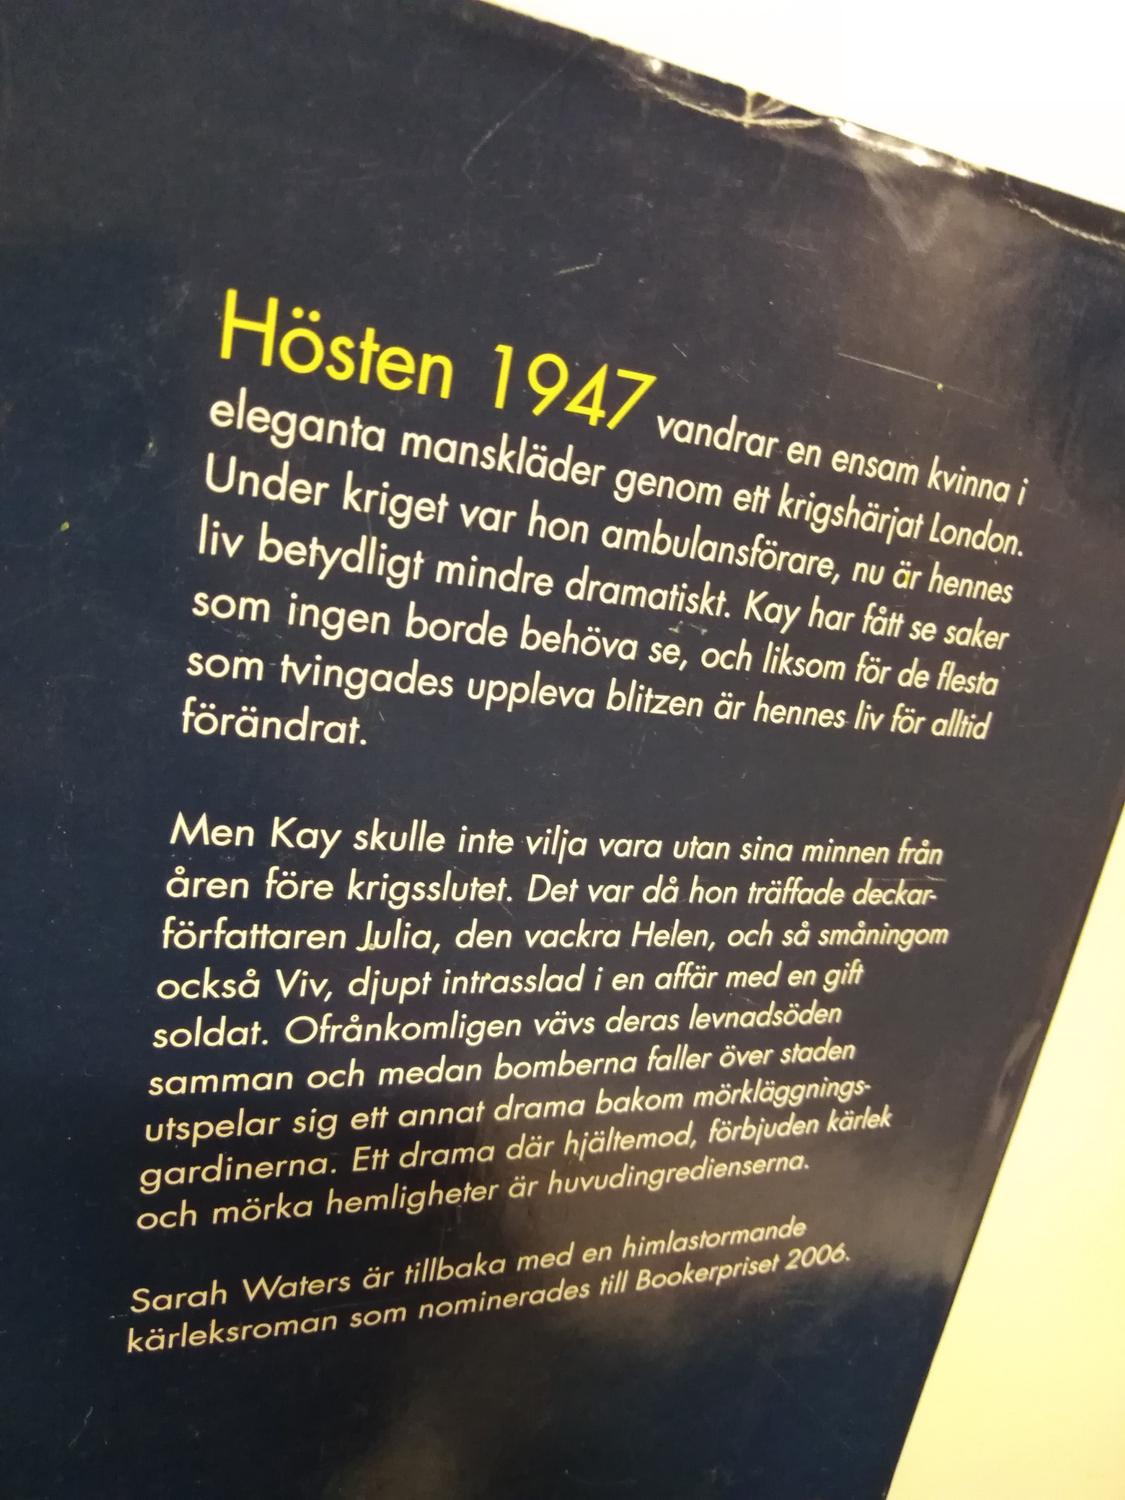 Hösten 1947 vandrar en ensam kvinna i
eleganta manskläder genom ett krigshärjat London.
Under kriget var hon ambulansförare, nu är hennes
liv betydligt mindre dramatiskt. Kay har fått se saker
som ingen borde behöva se, och liksom för de flesta
som tvingades uppleva blitzen är hennes liv för alltid
förändrat.
Men Kay skulle inte vilja vara utan sina minnen från
åren före krigsslutet. Det var då hon träffade deckar-
författaren Julia, den vackra Helen, och så småningom
också Viv, djupt intrasslad i en affär med en gift
soldat. Ofrånkomligen vävs deras levnadsöden
samman och medan bomberna faller över staden
utspelar sig ett annat drama bakom mörkläggnings-
gardinerna. Ett drama där hjältemod, förbjuden kärlek
och mörka hemligheter är huvudingredienserna.
Sarah Waters är tillbaka med en himlastormande
kärleksroman som nominerades till Bookerpriset 2006.